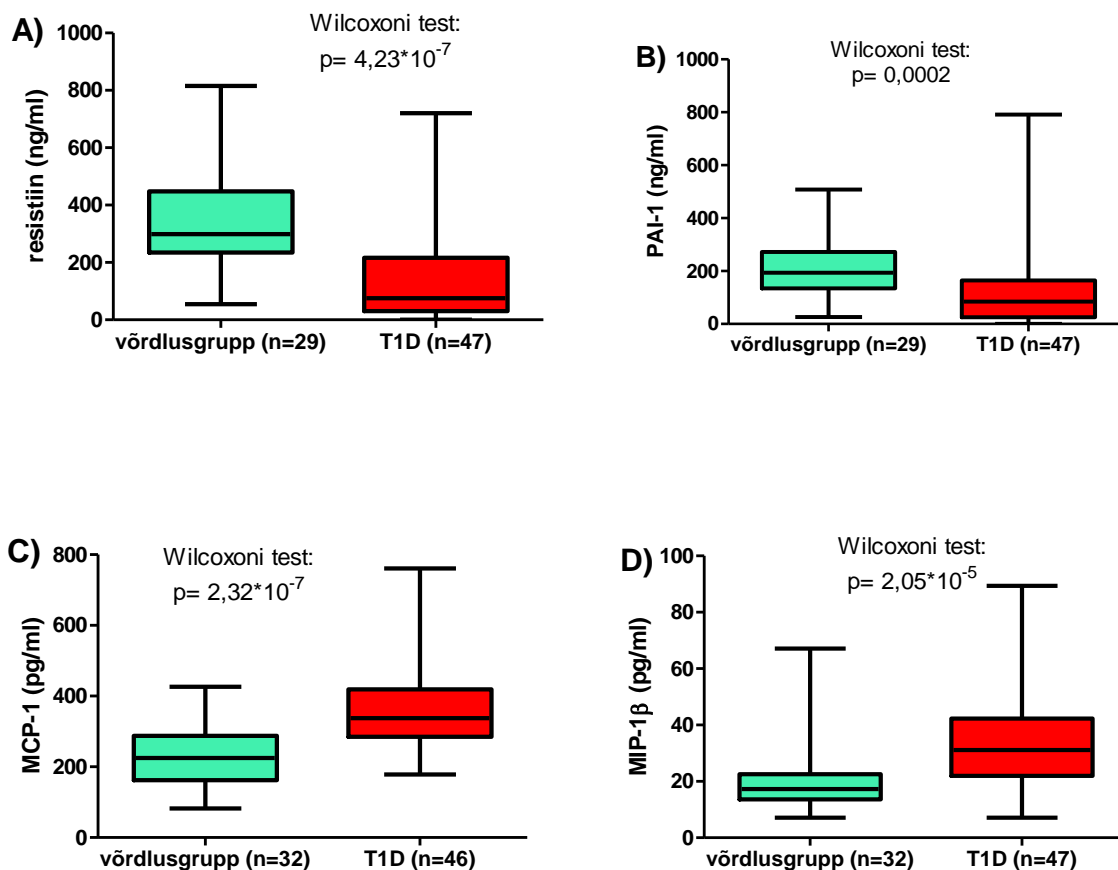 A)
Wilcoxoni test:
p= 4,23*10⁻⁷
resistiin (ng/ml)
1000
800
600
400
200
0
võrdlusgrupp (n=29) T1D (n=47)
B)
Wilcoxoni test:
p= 0,0002
PAI-1 (ng/ml)
1000
800
600
400
200
0
võrdlusgrupp (n=29) T1D (n=47)
C)
Wilcoxoni test:
p= 2,32*10⁻⁷
MCP-1 (pg/ml)
800
600
400
200
0
võrdlusgrupp (n=32) T1D (n=46)
D)
Wilcoxoni test:
p= 2,05*10⁻⁵
MIP-1β (pg/ml)
100
80
60
40
20
0
võrdlusgrupp (n=32) T1D (n=47)